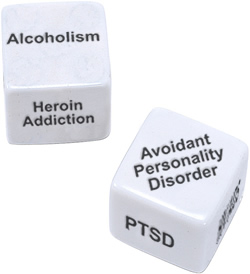 Alcoholism
Heroin
Addiction
Avoidant
Personality
Disorder
PTSD